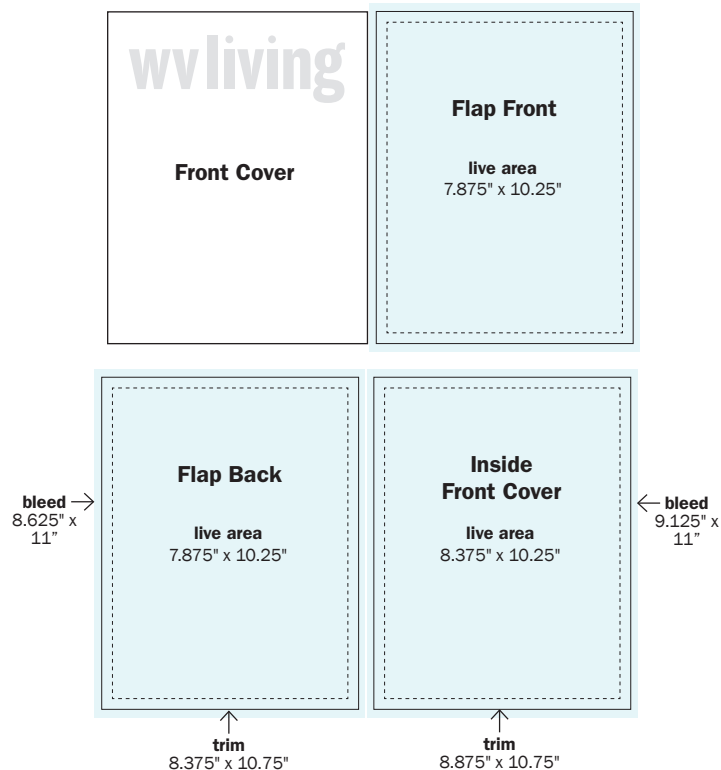 wvliving
Front Cover
Flap Front
live area
7.875" x 10.25"
Flap Back
live area
7.875" x 10.25"
Inside
Front Cover
live area
8.375" x 10.25"
bleed
8.625" x
11”
bleed
9.125" x
11”
trim
8.375" x 10.75"
trim
8.875" x 10.75"